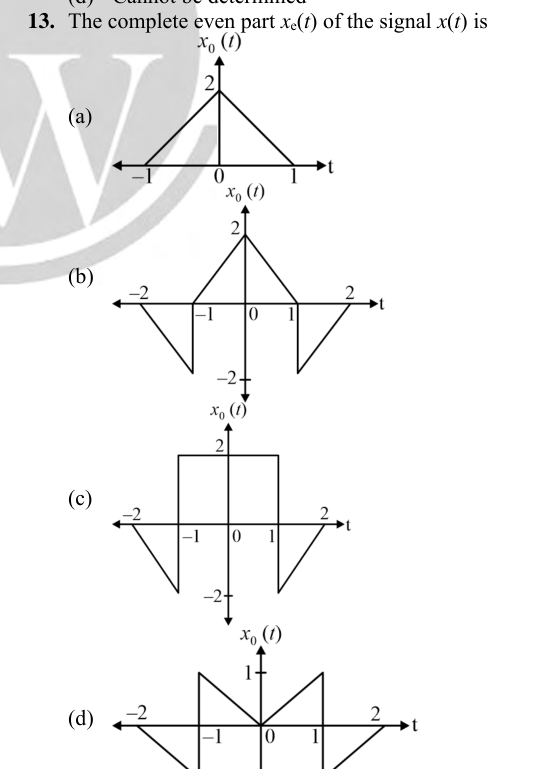 (d) Cannot be determined
13. The complete even part xₑ(t) of the signal x(t) is
x₀ (t)
2
(a)
–1 0 1 t
x₀ (t)
2
(b)
–2 2
–1 0 1 t
–2
x₀ (t)
2
(c)
–2 2
–1 0 1 t
–2
x₀ (t)
1
(d)
–2 2
–1 0 1 t
W